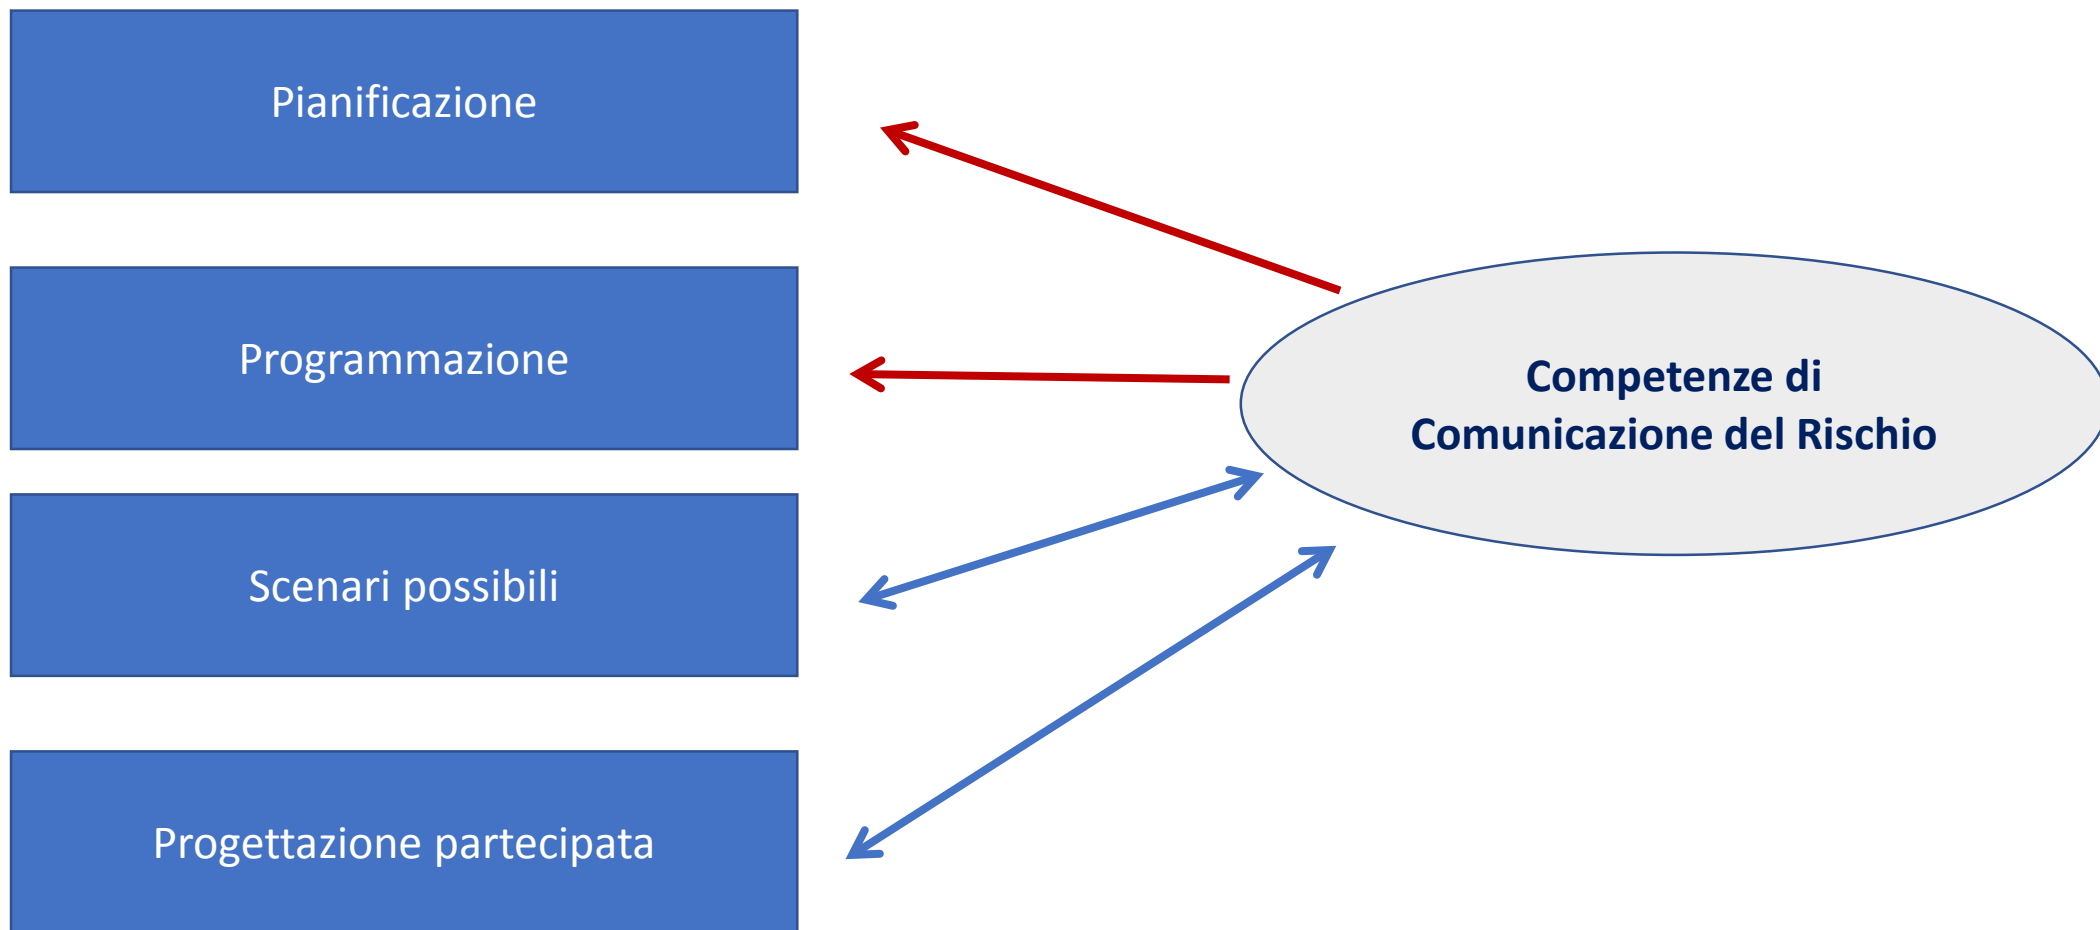 Pianificazione
Programmazione
Competenze di
Comunicazione del Rischio
Scenari possibili
Progettazione partecipata